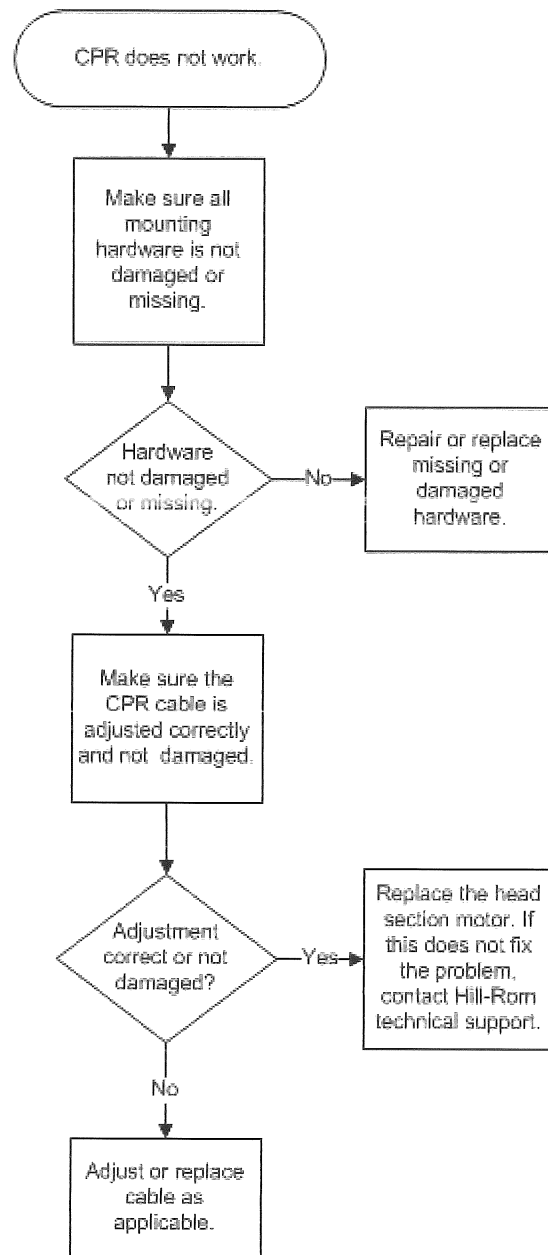 CPR does not work.
Make sure all
mounting
hardware is not
damaged or
missing.
Hardware
not damaged
or missing.
No
Repair or replace
missing or
damaged
hardware.
Yes
Make sure the
CPR cable is
adjusted correctly
and not damaged.
Adjustment
correct or not
damaged?
Yes
Replace the head
section motor. If
this does not fix
the problem,
contact Hill-Rom
technical support.
No
Adjust or replace
cable as
applicable.